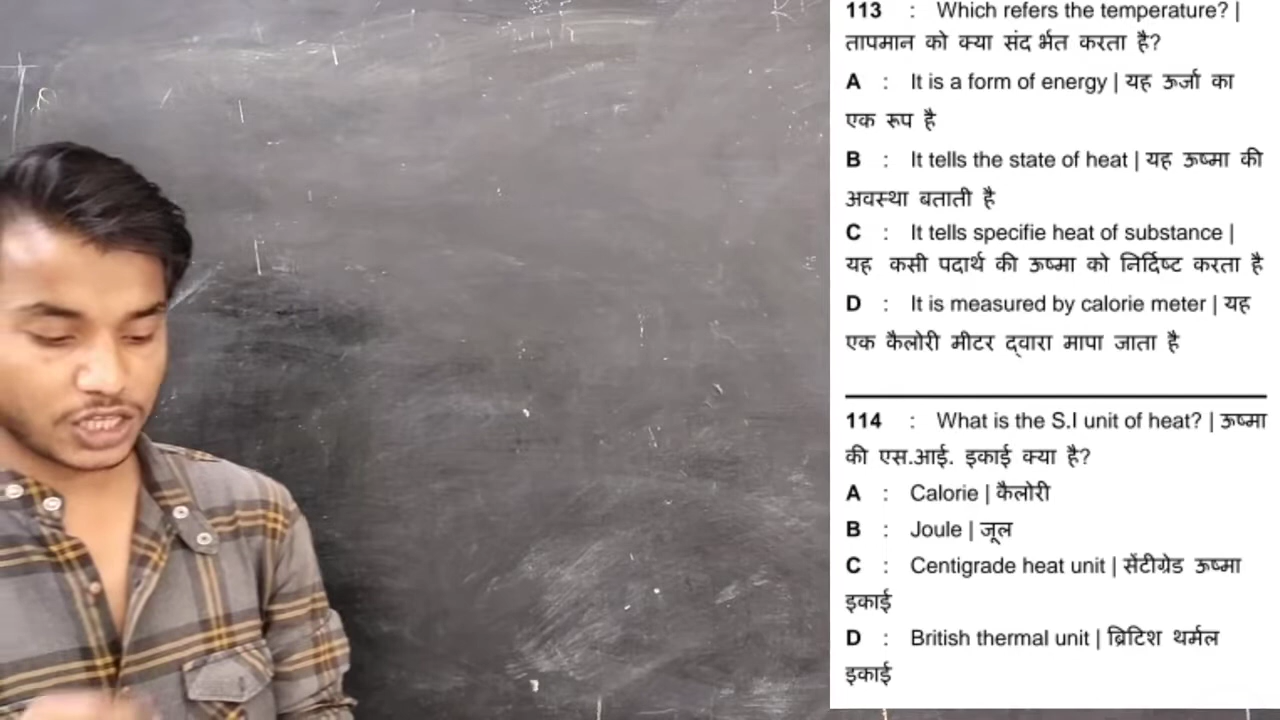 113 : Which refers the temperature? |
तापमान को क्या संद र्भत करता है?
A : It is a form of energy | यह ऊर्जा का
एक रूप है
B : It tells the state of heat | यह ऊष्मा की
अवस्था बताती है
C : It tells specifie heat of substance |
यह कसी पदार्थ की ऊष्मा को निर्दिष्ट करता है
D : It is measured by calorie meter | यह
एक कैलोरी मीटर द्वारा मापा जाता है
114 : What is the S.I unit of heat? | ऊष्मा
की एस.आई. इकाई क्या है?
A : Calorie | कैलोरी
B : Joule | जूल
C : Centigrade heat unit | सेंटीग्रेड ऊष्मा
इकाई
D : British thermal unit | ब्रिटिश थर्मल
इकाई